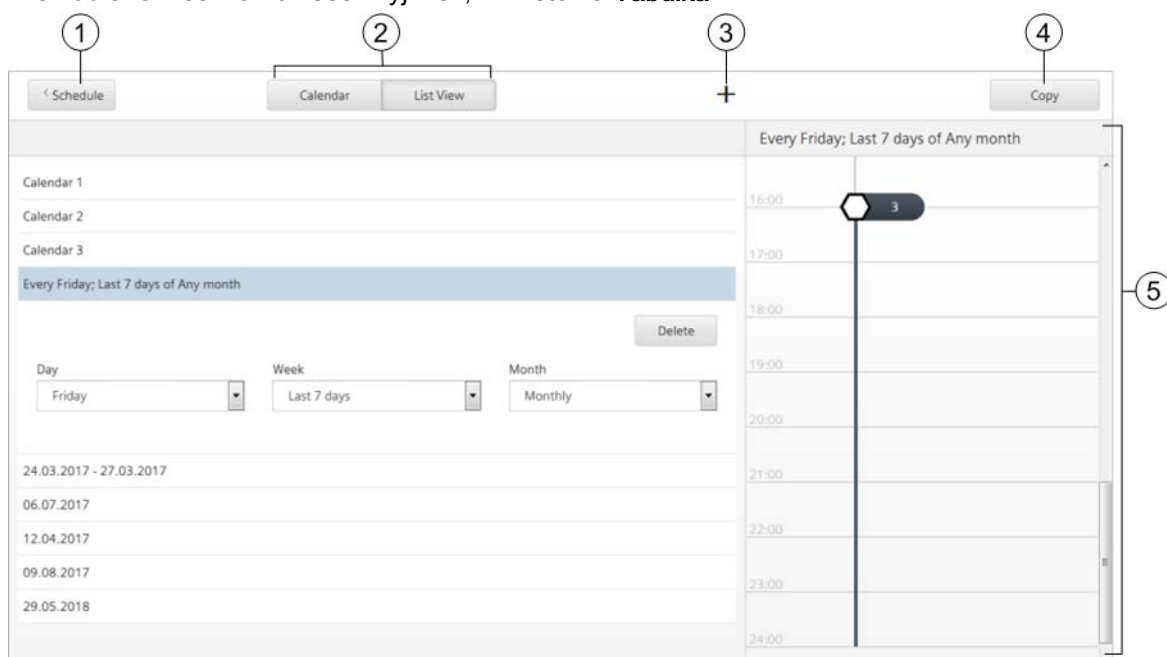 1 2 3 4
< Schedule Calendar List View + Copy
Every Friday; Last 7 days of Any month
Calendar 1
Calendar 2
Calendar 3
Every Friday; Last 7 days of Any month
Delete
Day Week Month
Friday Last 7 days Monthly
24.03.2017 - 27.03.2017
06.07.2017
12.04.2017
09.08.2017
29.05.2018
16:00 3
17:00
18:00
19:00
20:00
21:00
22:00
23:00
24:00
5